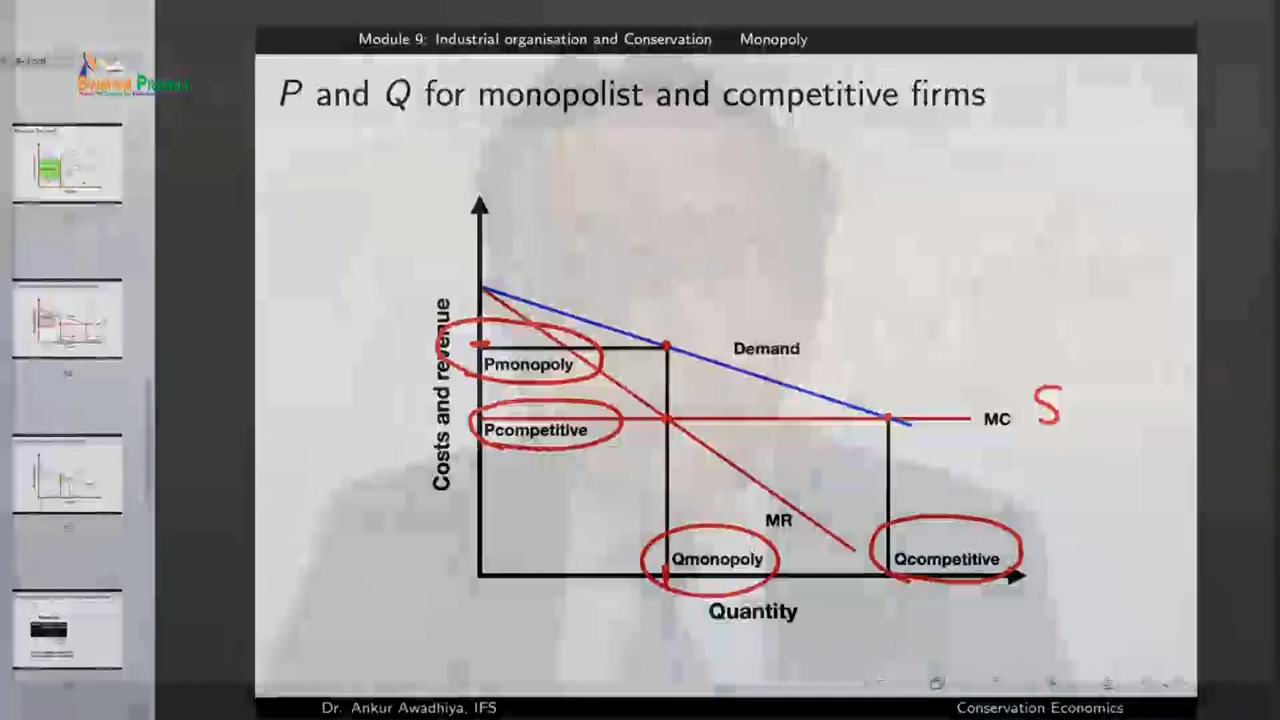 Module 9: Industrial organisation and Conservation Monopoly
P and Q for monopolist and competitive firms
Costs and revenue
Demand
Pmonopoly
S
MC
Pcompetitive
MR
Qmonopoly
Qcompetitive
Quantity
Dr. Ankur Awadhiya, IFS
Conservation Economics